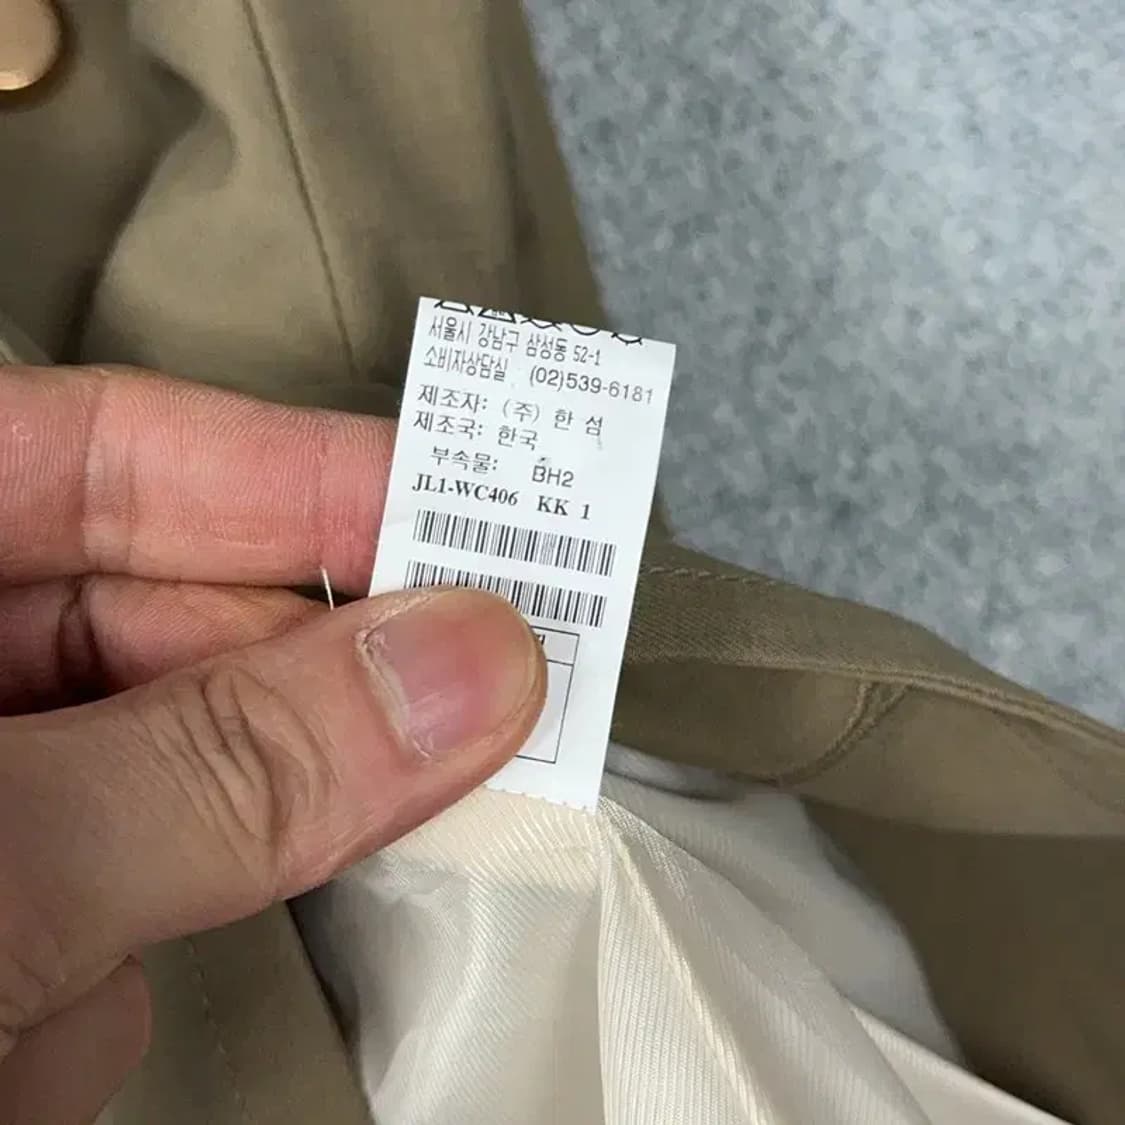 서울시 강남구 삼성동 52-1
소비자상담실 (02)539-6181
제조자: (주) 한 섬
제조국: 한국
부속물: BH2
JL1-WC406 KK 1